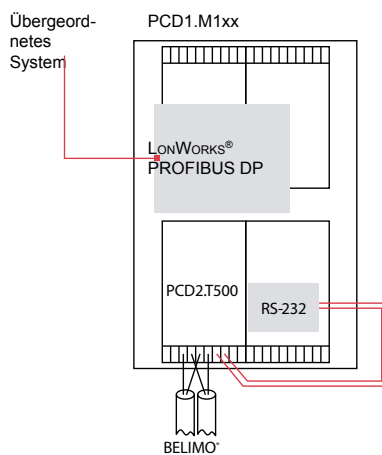 Übergeord-
netes
System
PCD1.M1xx
LONWORKS®
PROFIBUS DP
PCD2.T500
RS-232
BELIMO®